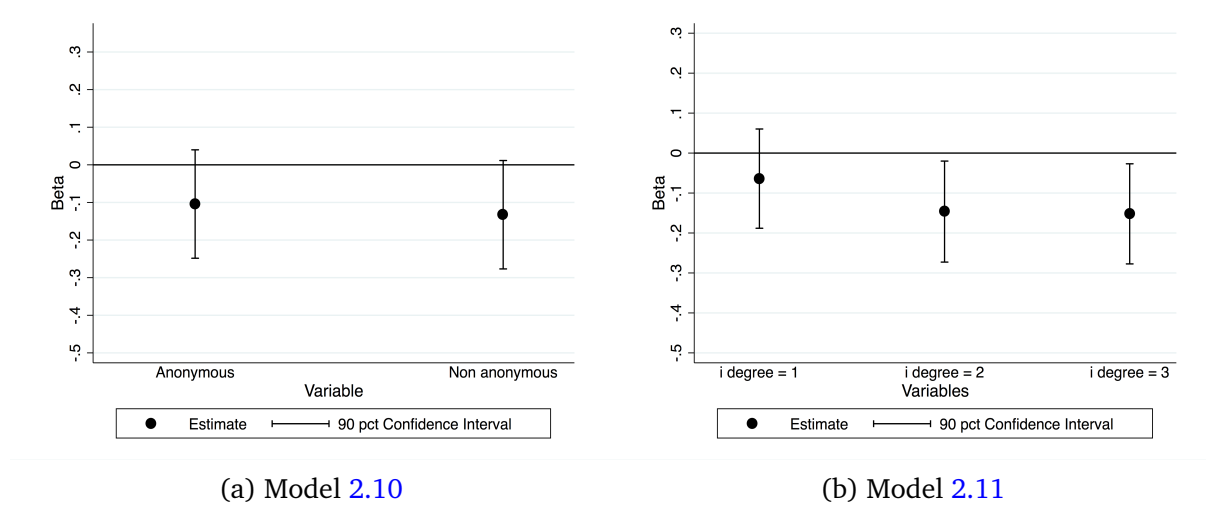 .3
.2
.1
0
-.1
-.2
-.3
-.4
-.5
Beta
Anonymous Non anonymous
Variable
Estimate 90 pct Confidence Interval
(a) Model 2.10
.3
.2
.1
0
-.1
-.2
-.3
-.4
-.5
Beta
i degree = 1 i degree = 2 i degree = 3
Variables
Estimate 90 pct Confidence Interval
(b) Model 2.11